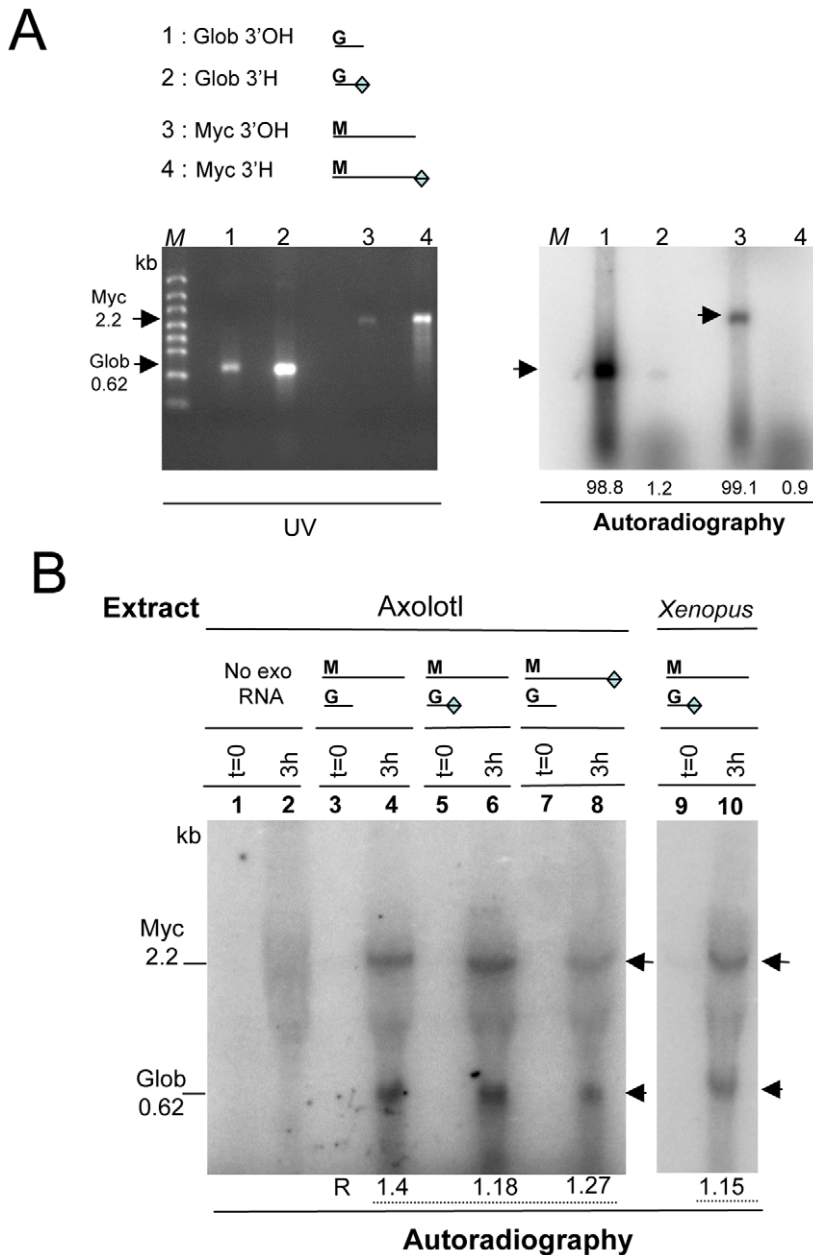 A
1 : Glob 3'OH G
2 : Glob 3'H G
3 : Myc 3'OH M
4 : Myc 3'H M
M 1 2 3 4
kb
Myc
2.2
Glob
0.62
UV
M 1 2 3 4
98.8 1.2 99.1 0.9
Autoradiography
B
Extract Axolotl Xenopus
No exo
RNA
M M M M
G G G G
t=0 3h t=0 3h t=0 3h t=0 3h t=0 3h
1 2 3 4 5 6 7 8 9 10
kb
Myc
2.2
Glob
0.62
R 1.4 1.18 1.27 1.15
Autoradiography